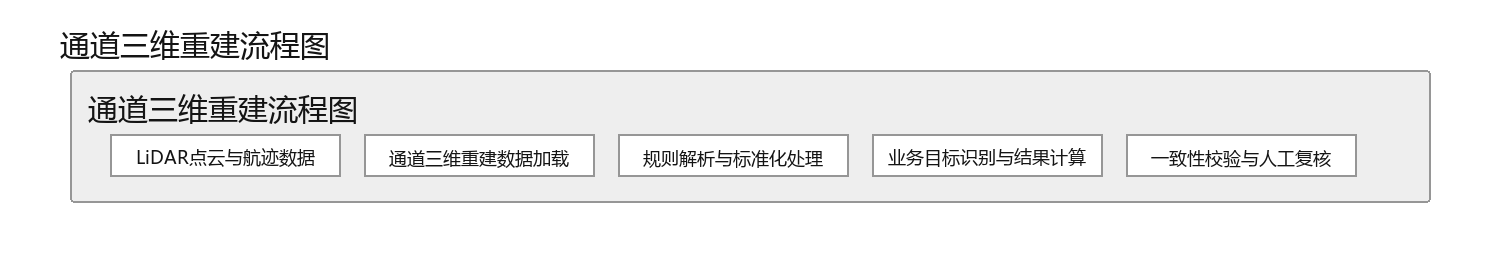 通道三维重建流程图
通道三维重建流程图
LiDAR点云与航迹数据
通道三维重建数据加载
规则解析与标准化处理
业务目标识别与结果计算
一致性校验与人工复核